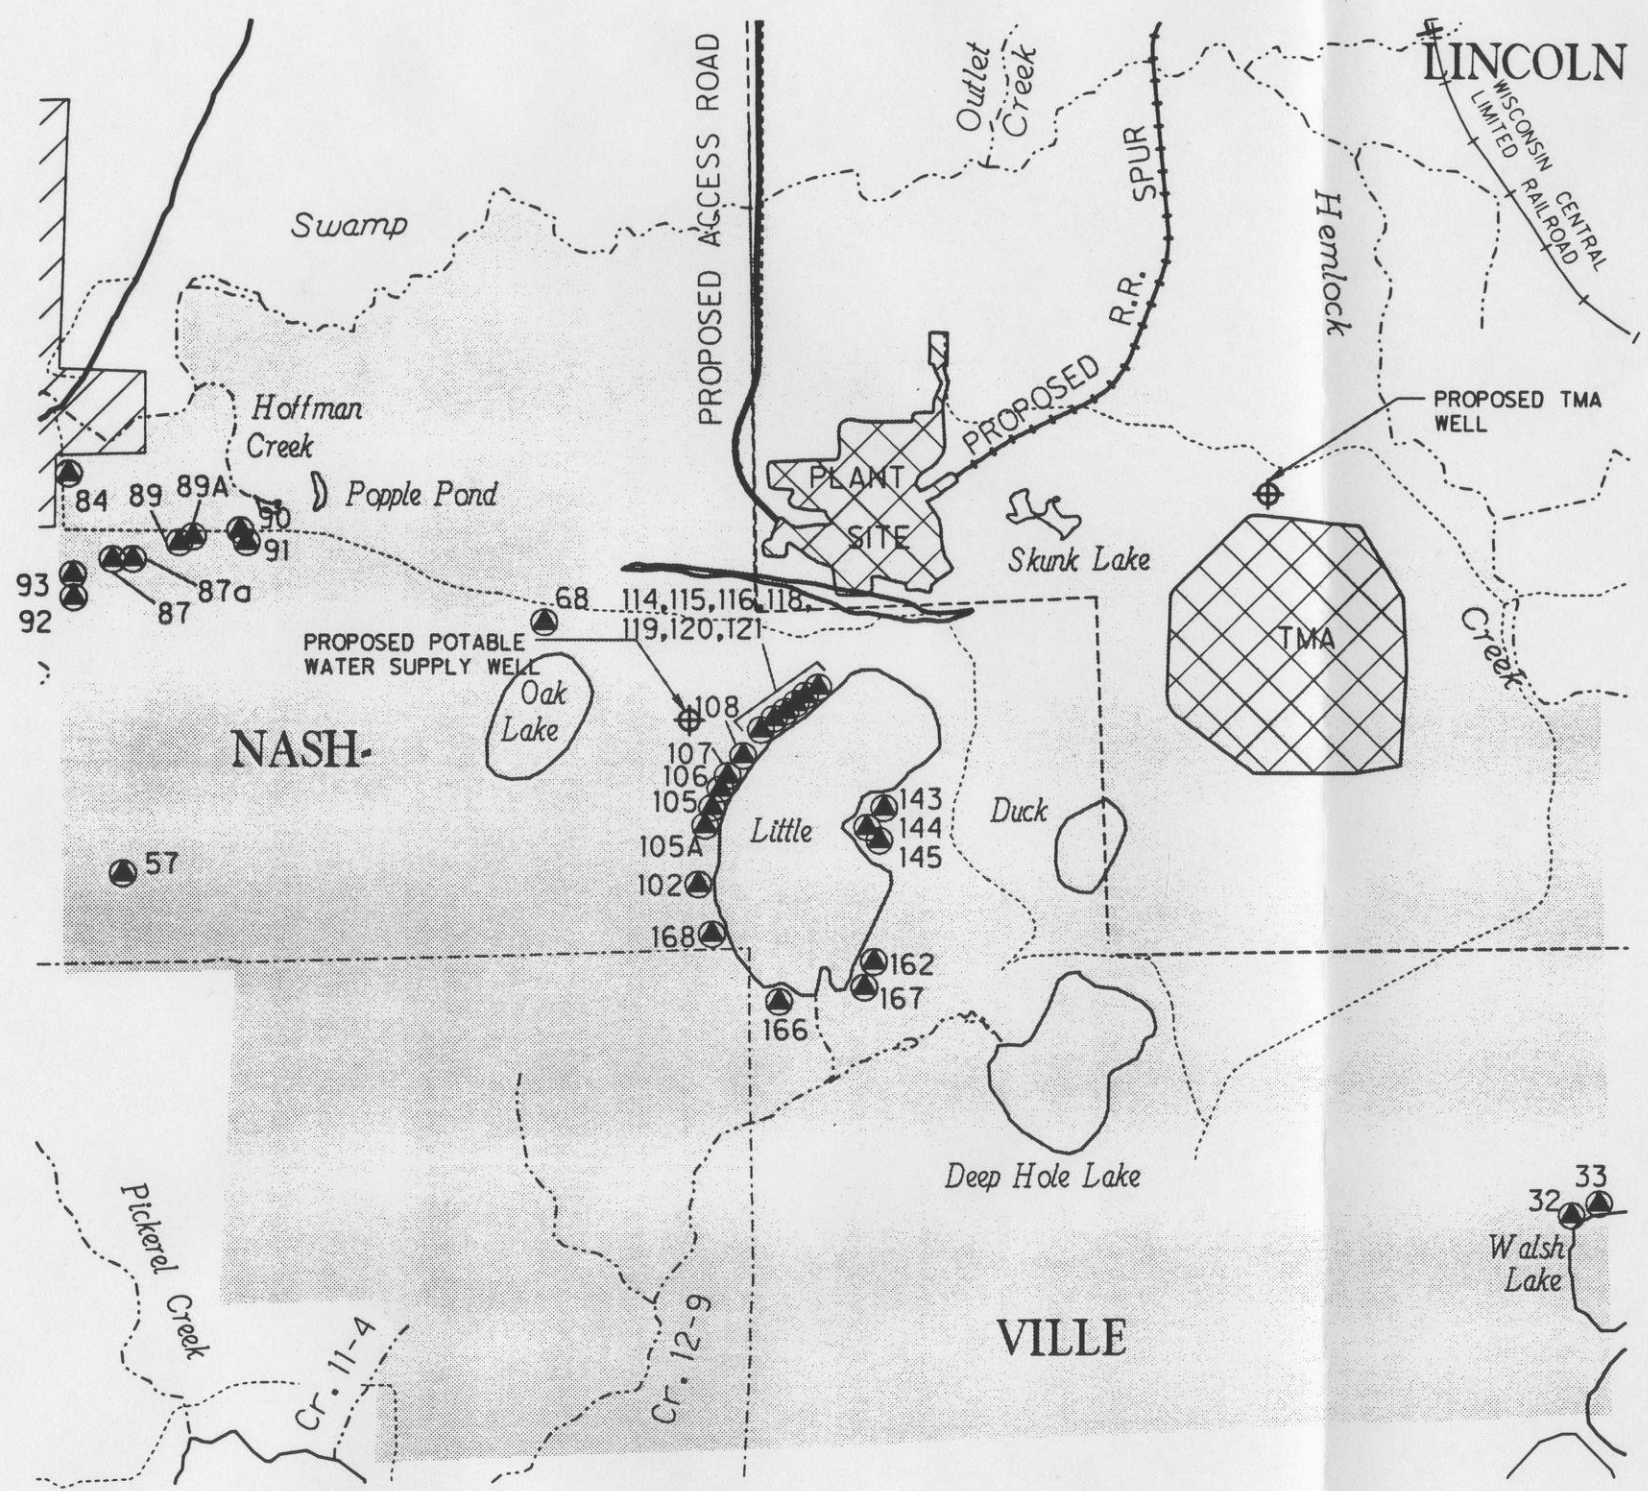 LINCOLN
WISCONSIN CENTRAL
LIMITED RAILROAD
Outlet
Creek
PROPOSED ACCESS ROAD
PROPOSED R.R. SPUR
Swamp
Hemlock
Creek
Hoffman
Creek
PROPOSED TMA
WELL
PLANT
SITE
Popple Pond
84
89
89A
90
91
Skunk Lake
93
92
87
87a
68
114,115,116,118,
119,120,121
TMA
PROPOSED POTABLE
WATER SUPPLY WELL
Oak
Lake
NASH-
108
107
106
105
105A
Little
143
144
145
Duck
57
102
168
162
167
166
Deep Hole Lake
33
32
Walsh
Lake
Pickerel Creek
Cr. 11-4
Cr. 12-9
VILLE